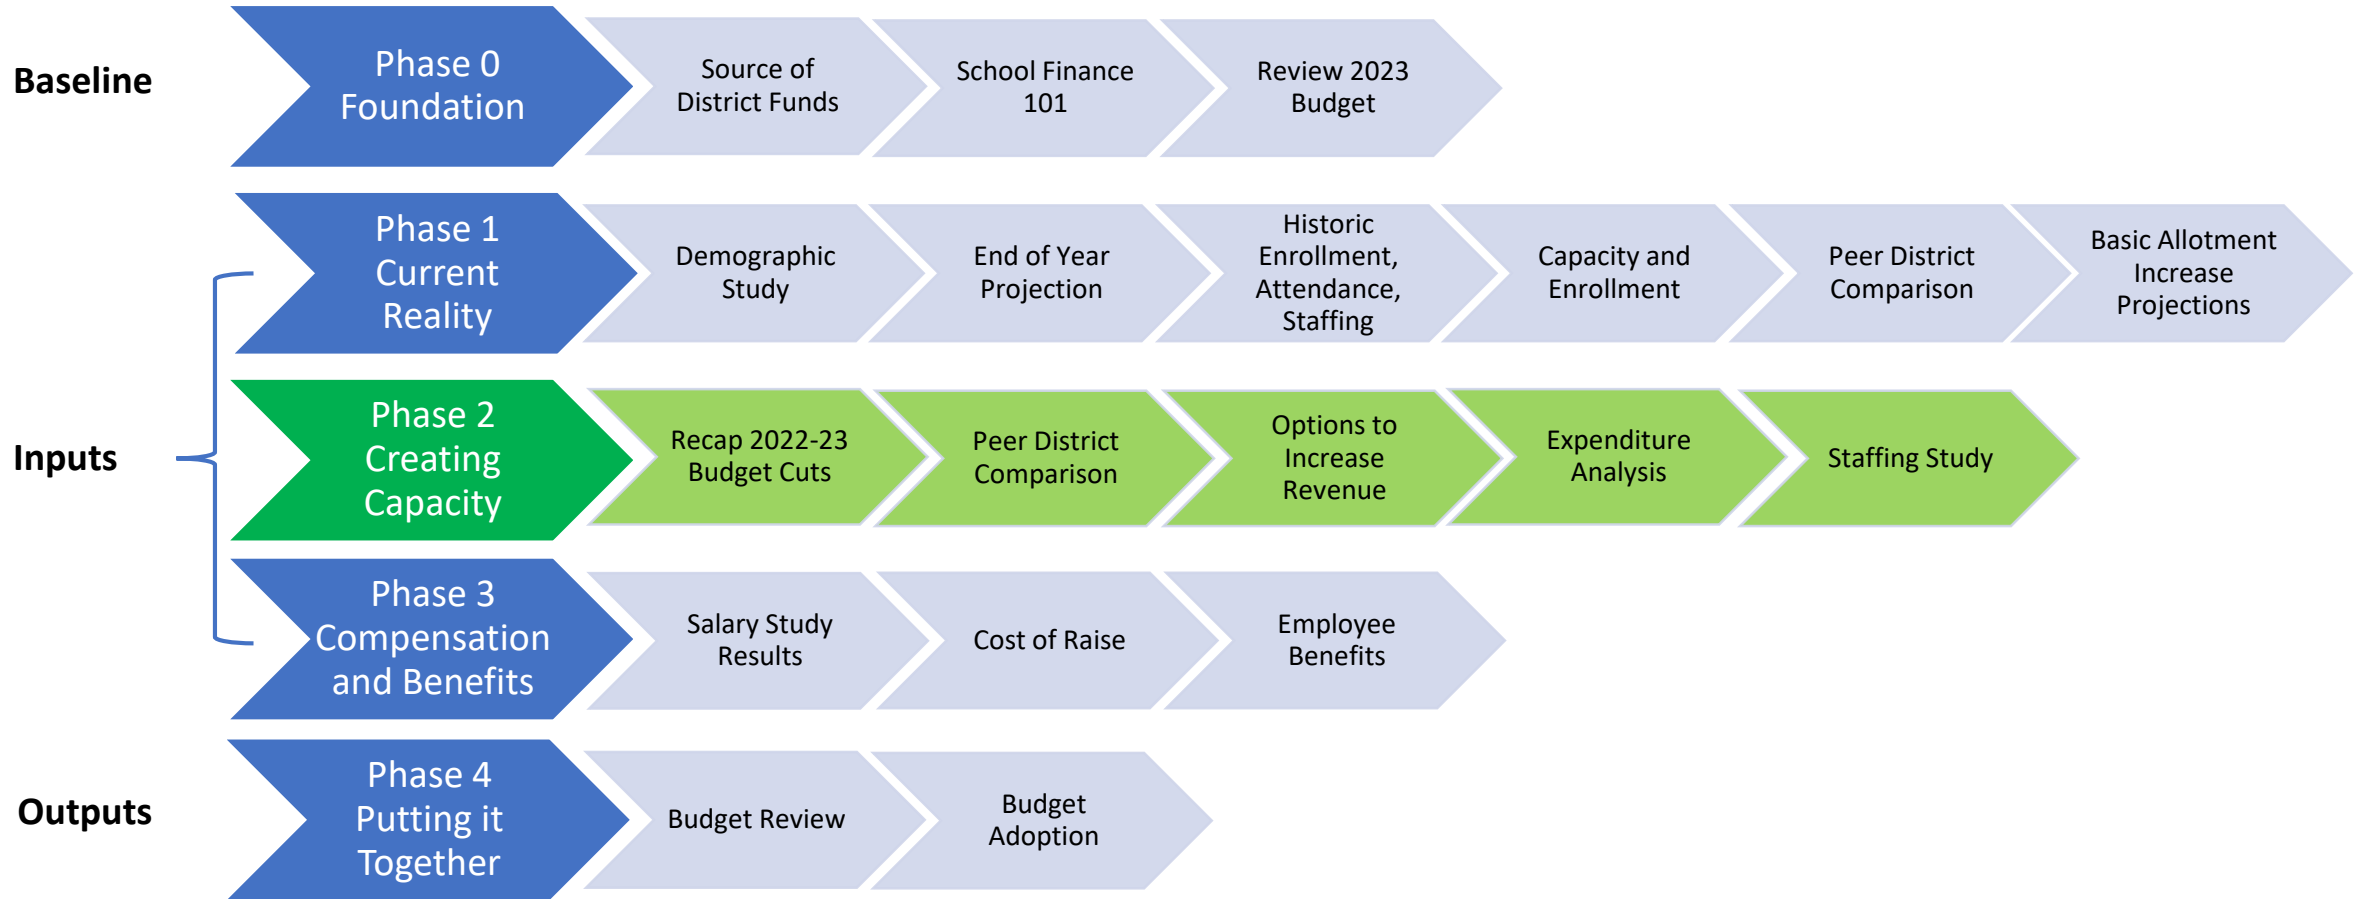 Baseline
Phase 0
Foundation
Source of
District Funds
School Finance
101
Review 2023
Budget
Phase 1
Current
Reality
Demographic
Study
End of Year
Projection
Historic
Enrollment,
Attendance,
Staffing
Capacity and
Enrollment
Peer District
Comparison
Basic Allotment
Increase
Projections
Inputs
Phase 2
Creating
Capacity
Recap 2022-23
Budget Cuts
Peer District
Comparison
Options to
Increase
Revenue
Expenditure
Analysis
Staffing Study
Phase 3
Compensation
and Benefits
Salary Study
Results
Cost of Raise
Employee
Benefits
Outputs
Phase 4
Putting it
Together
Budget Review
Budget
Adoption